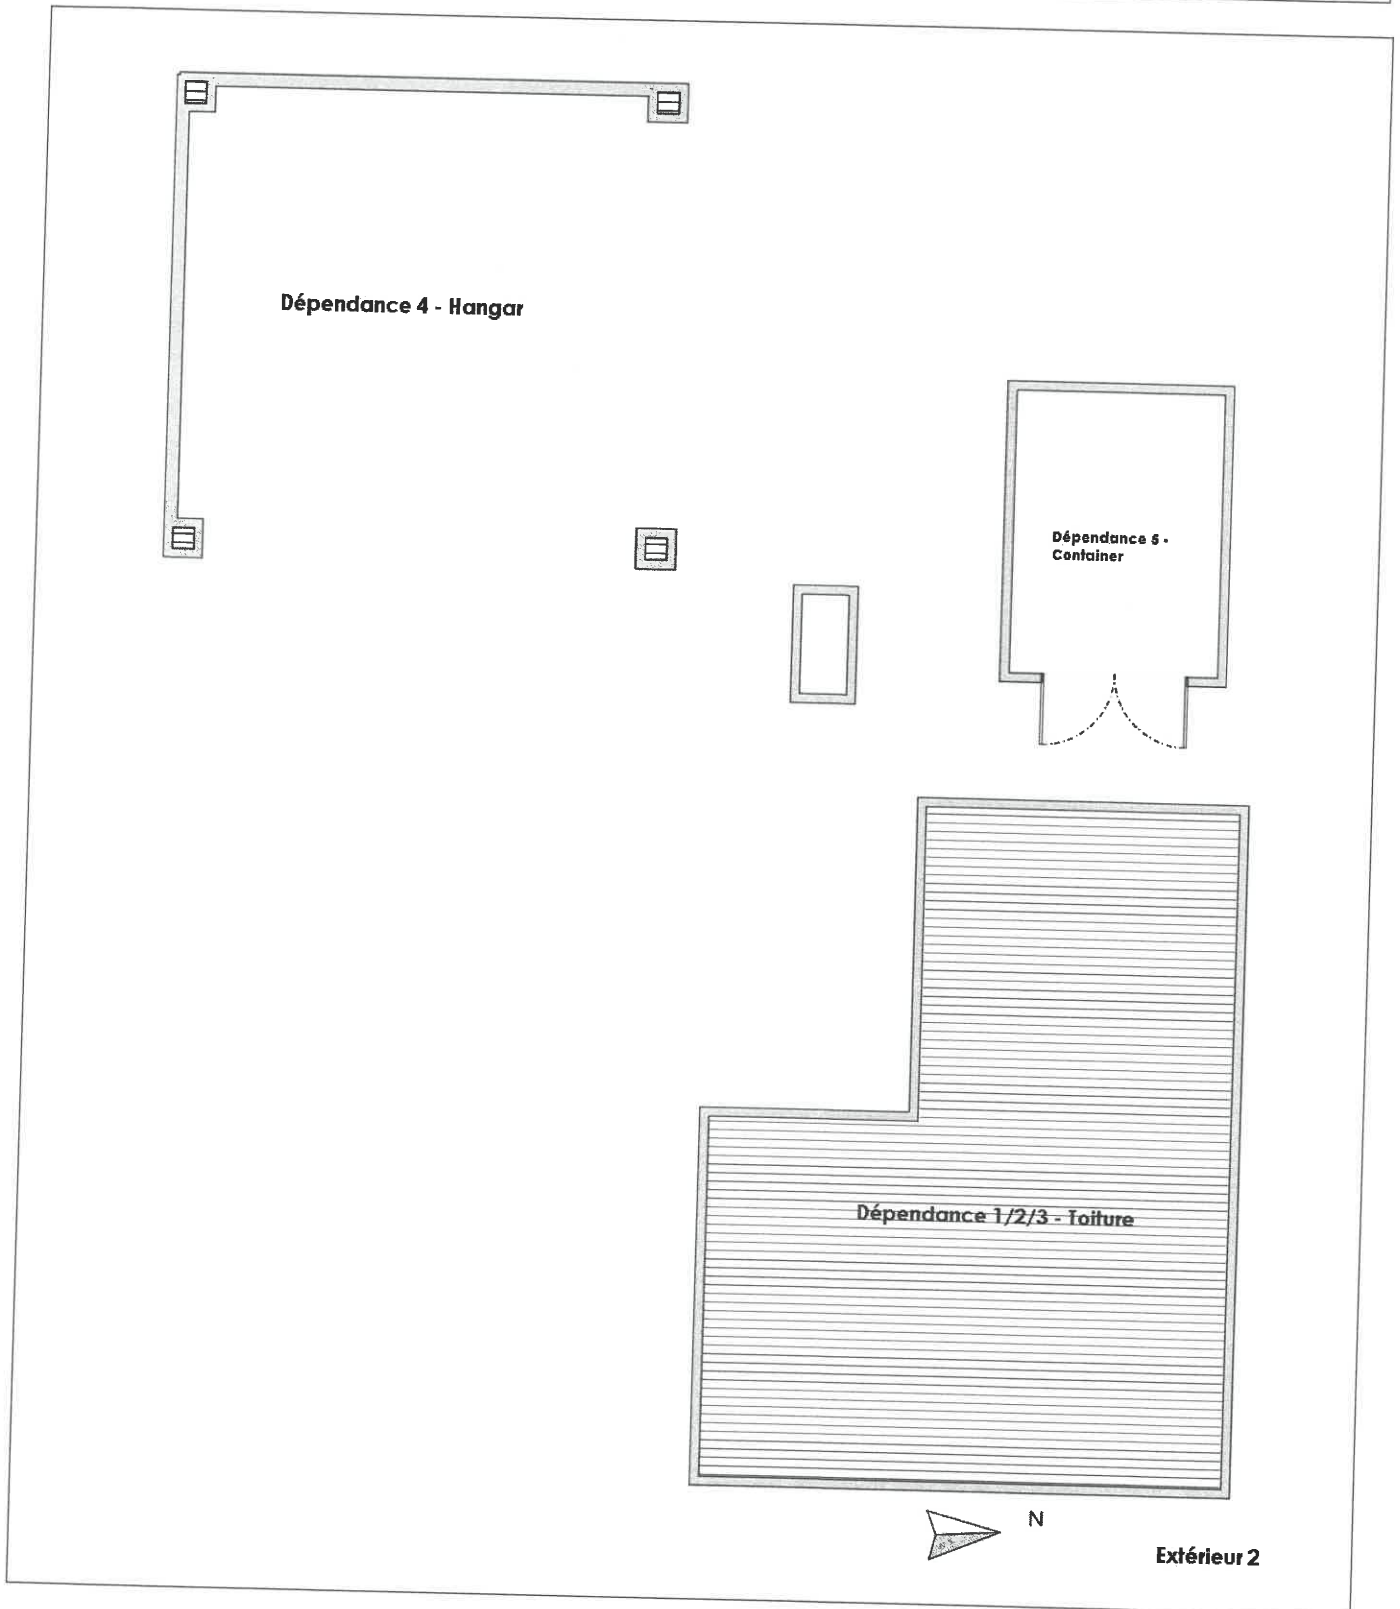 Dépendance 4 - Hangar
Dépendance 5 -
Container
Dépendance 1/2/3 - Toiture
N
Extérieur 2